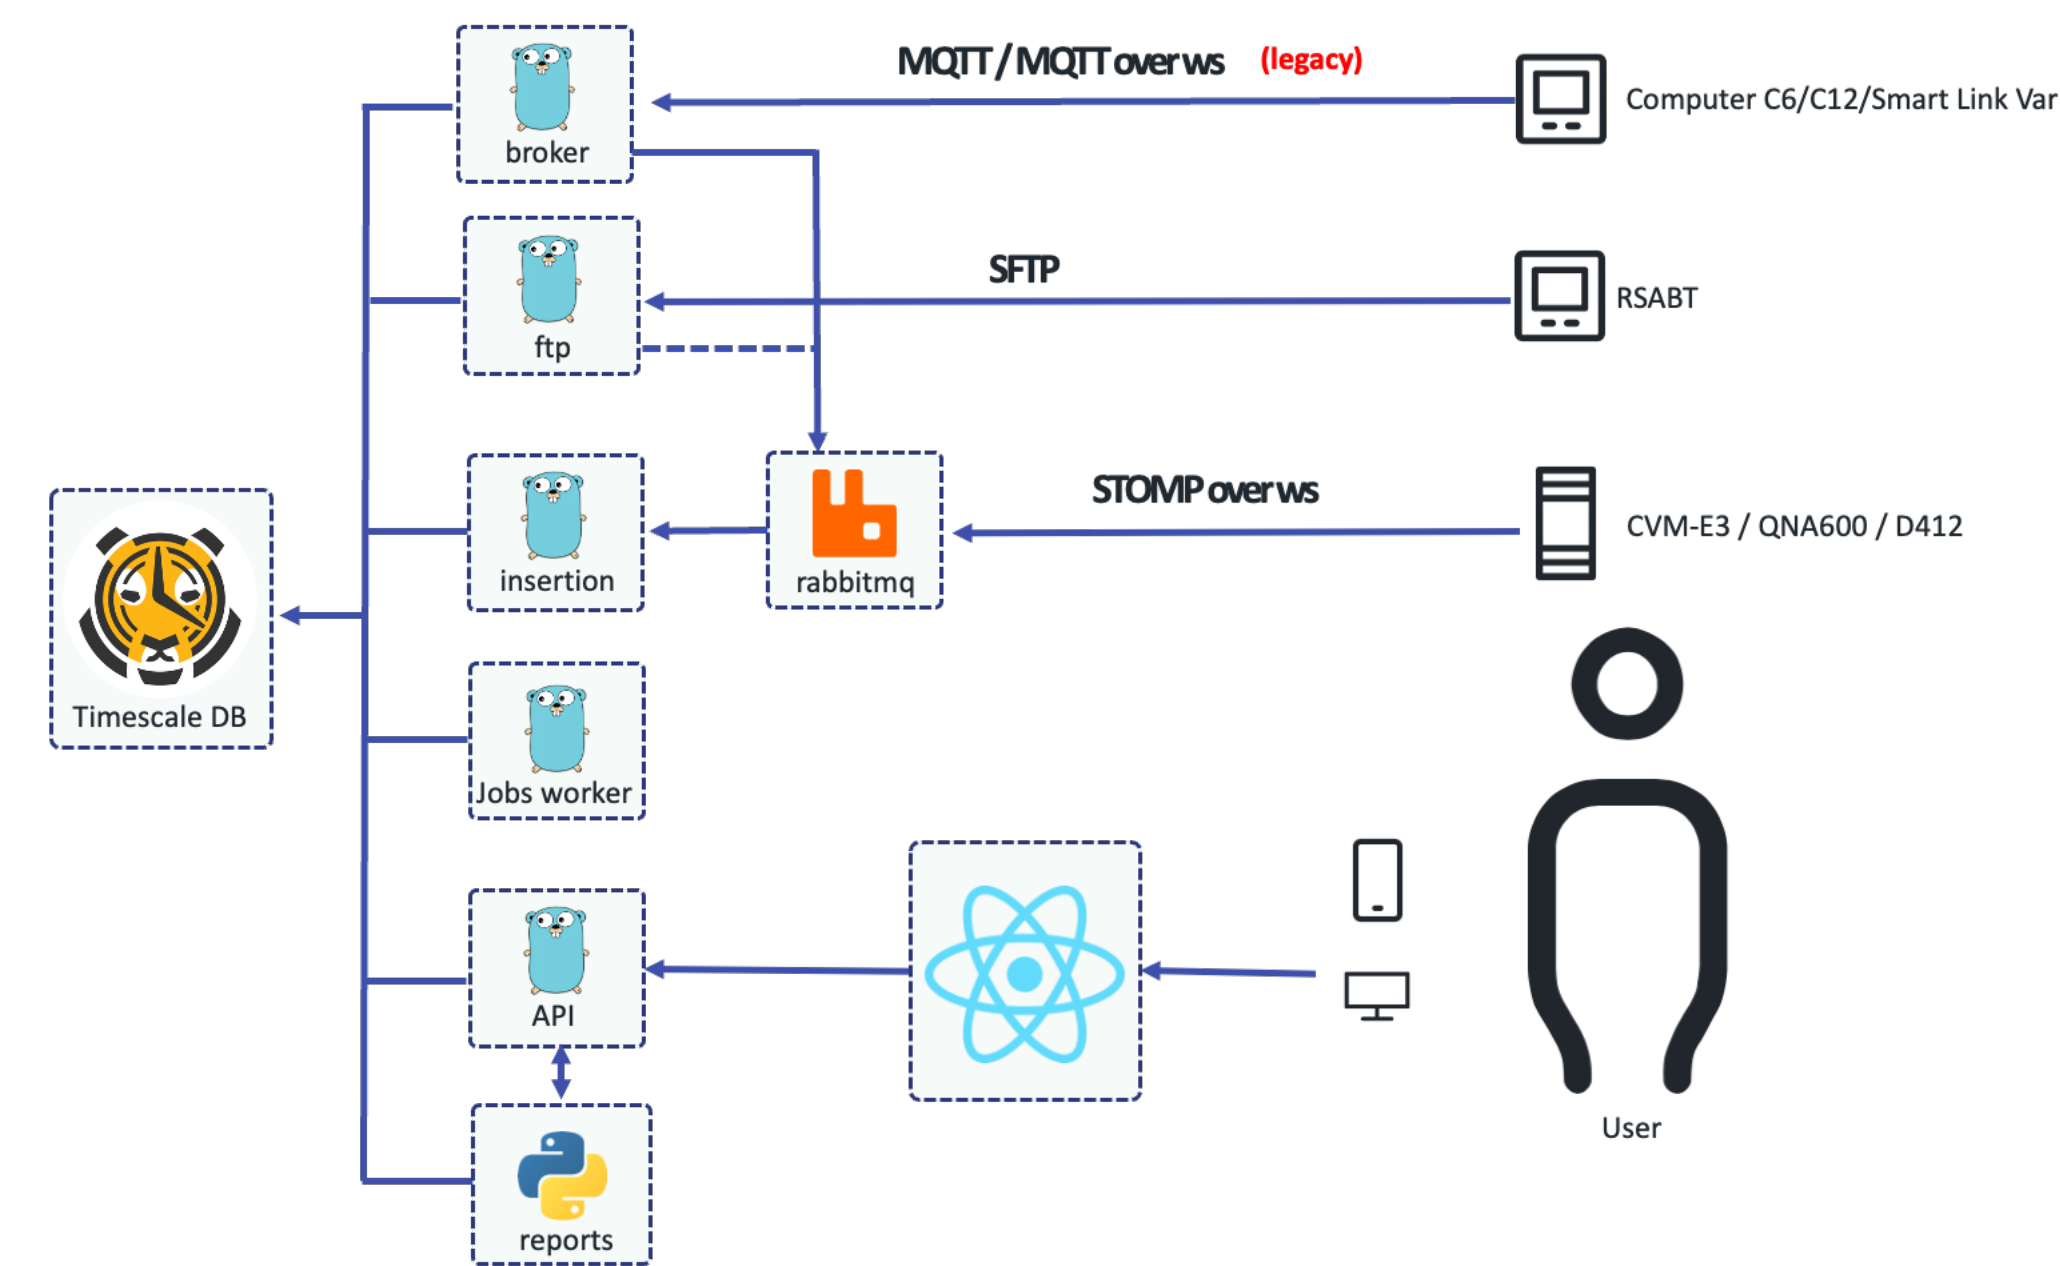 MQTT / MQTT over ws (legacy)
Computer C6/C12/Smart Link Var
broker
SFTP
RSABT
ftp
STOMP over ws
CVM-E3 / QNA600 / D412
insertion
rabbitmq
Timescale DB
Jobs worker
API
User
reports